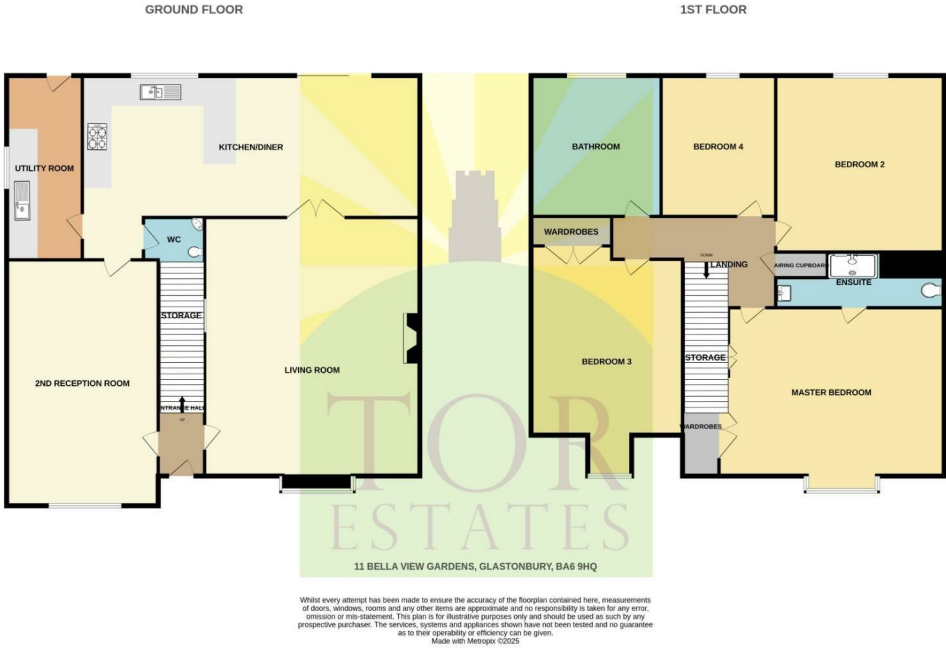 GROUND FLOOR
1ST FLOOR
UTILITY ROOM
KITCHEN/DINER
WC
STORAGE
2ND RECEPTION ROOM
ENTRANCE HALL
UP
LIVING ROOM
BATHROOM
BEDROOM 4
BEDROOM 2
WARDROBES
DOWN
LANDING
AIRING CUPBOARD
ENSUITE
BEDROOM 3
STORAGE
MASTER BEDROOM
WARDROBES
TOR
ESTATES
11 BELLA VIEW GARDENS, GLASTONBURY, BA6 9HQ
Whilst every attempt has been made to ensure the accuracy of the floorplan contained here, measurements
of doors, windows, rooms and any other items are approximate and no responsibility is taken for any error,
omission or mis-statement. This plan is for illustrative purposes only and should be used as such by any
prospective purchaser. The services, systems and appliances shown have not been tested and no guarantee
as to their operability or efficiency can be given.
Made with Metropix ©2025